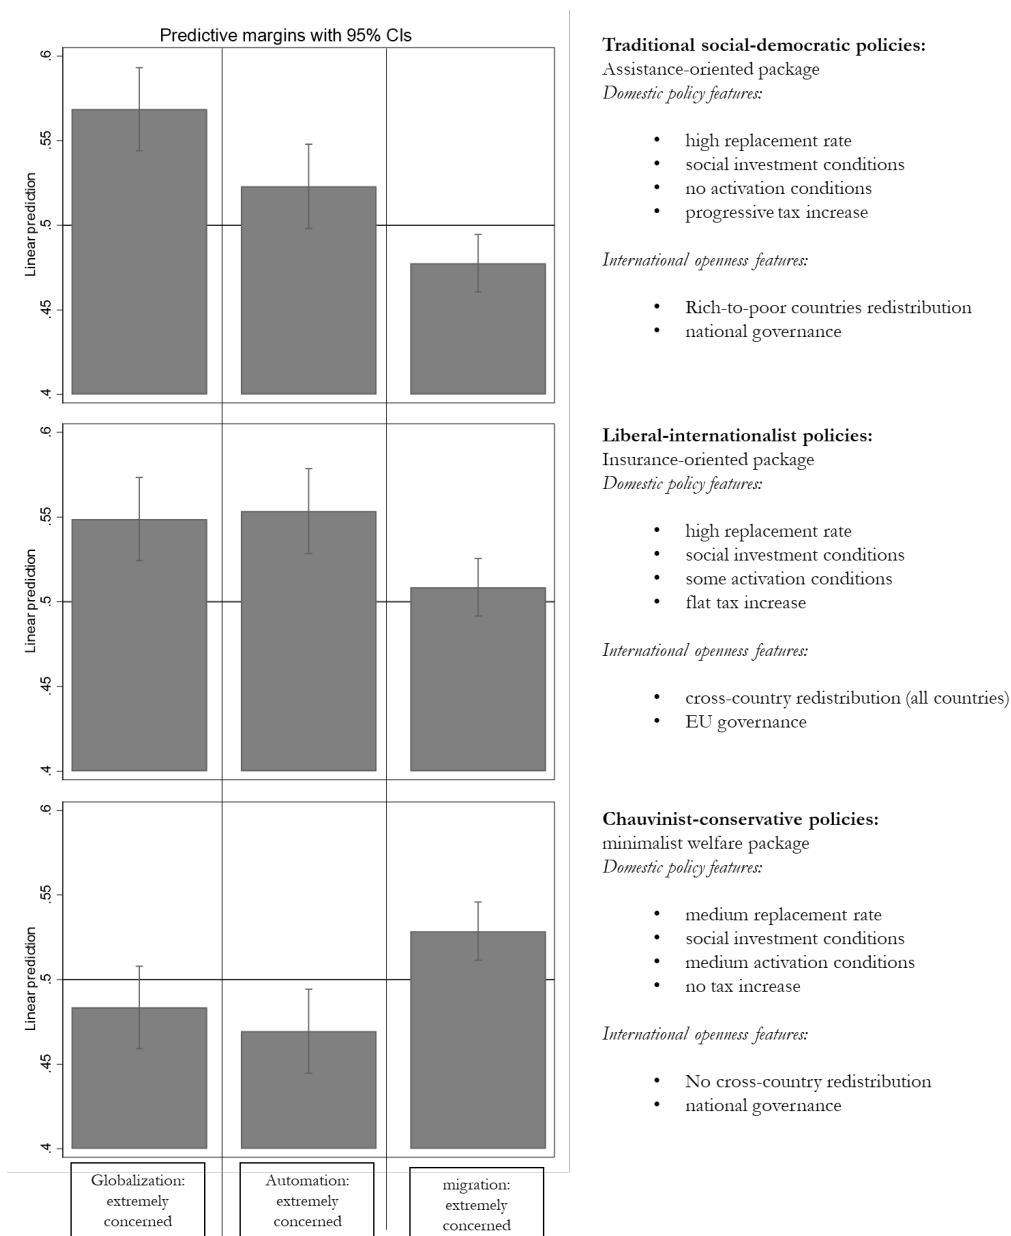 Predictive margins with 95% CIs
.6
.55
.5
.45
.4
Linear prediction
Traditional social-democratic policies:
Assistance-oriented package
Domestic policy features:
• high replacement rate
• social investment conditions
• no activation conditions
• progressive tax increase
International openness features:
• Rich-to-poor countries redistribution
• national governance
.6
.55
.5
.45
.4
Linear prediction
Liberal-internationalist policies:
Insurance-oriented package
Domestic policy features:
• high replacement rate
• social investment conditions
• some activation conditions
• flat tax increase
International openness features:
• cross-country redistribution (all countries)
• EU governance
.6
.55
.5
.45
.4
Linear prediction
Chauvinist-conservative policies:
minimalist welfare package
Domestic policy features:
• medium replacement rate
• social investment conditions
• medium activation conditions
• no tax increase
International openness features:
• No cross-country redistribution
• national governance
Globalization:
extremely
concerned
Automation:
extremely
concerned
migration:
extremely
concerned